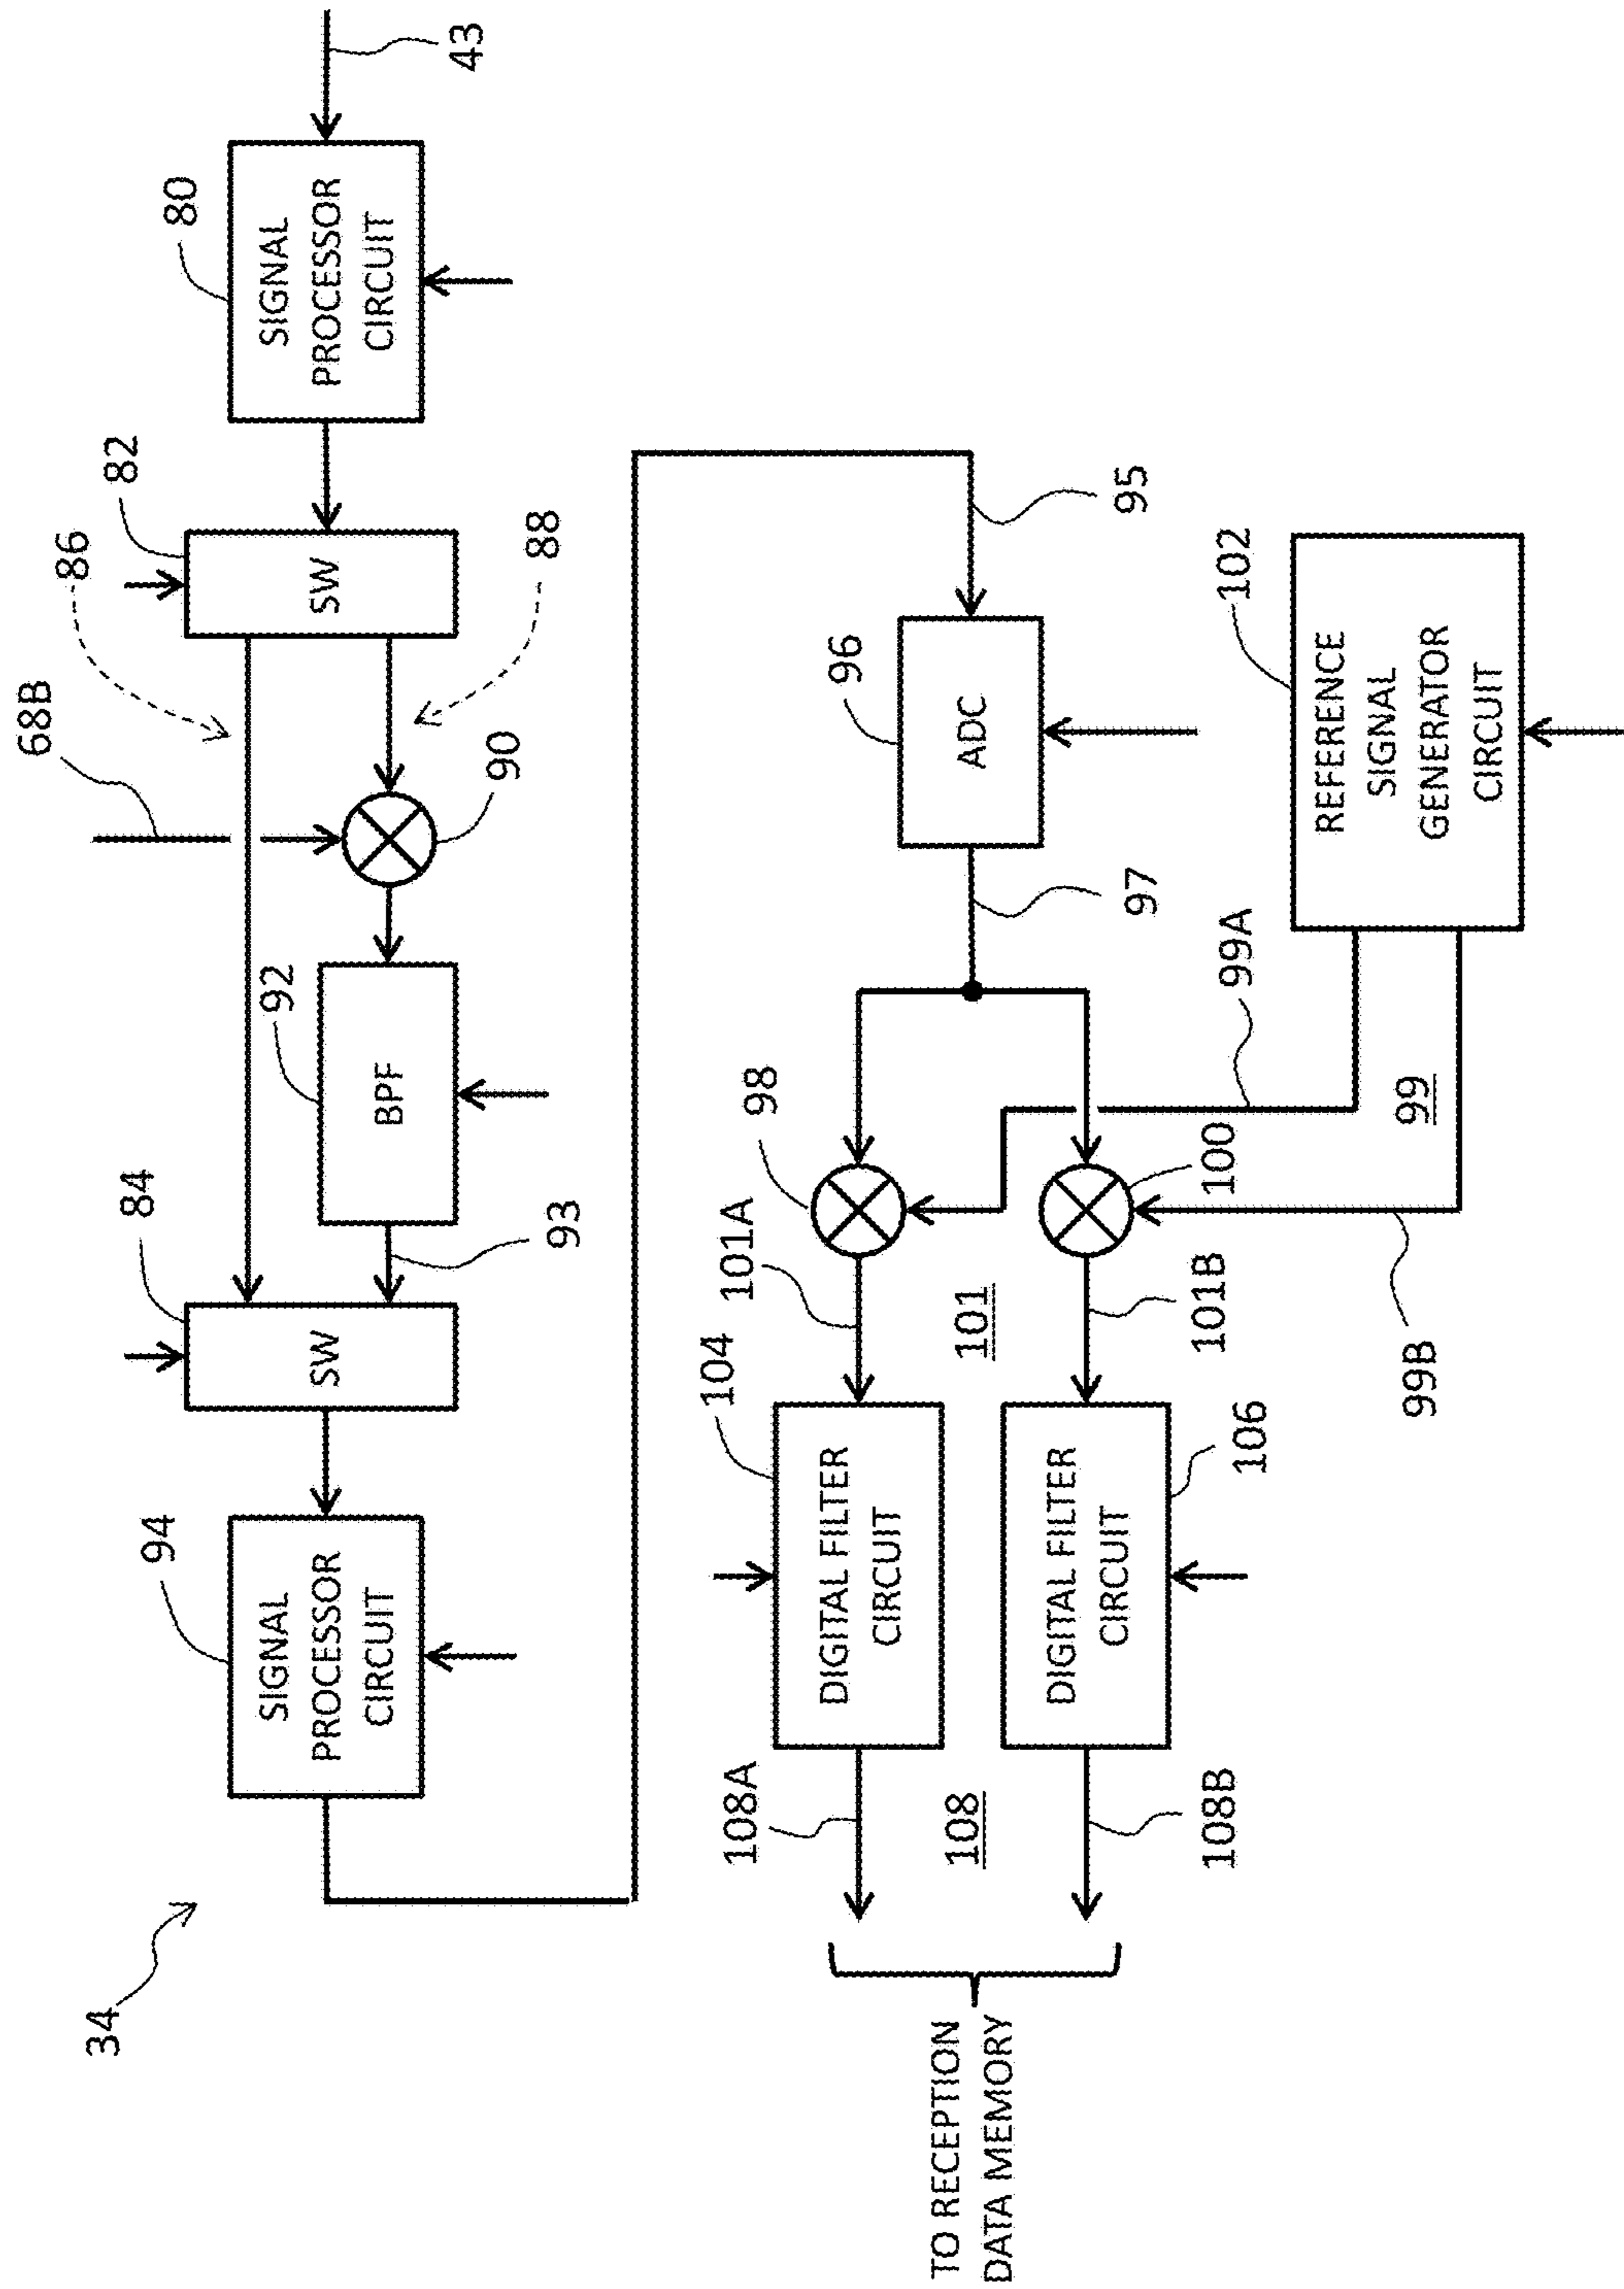 34
43
80
SIGNAL
PROCESSOR
CIRCUIT
82
SW
86
88
68B
90
92
BPF
93
84
SW
94
SIGNAL
PROCESSOR
CIRCUIT
95
96
ADC
97
98
99A
99
99B
100
102
REFERENCE
SIGNAL
GENERATOR
CIRCUIT
101A
101
101B
104
DIGITAL FILTER
CIRCUIT
106
DIGITAL FILTER
CIRCUIT
108A
108
108B
TO RECEPTION
DATA MEMORY